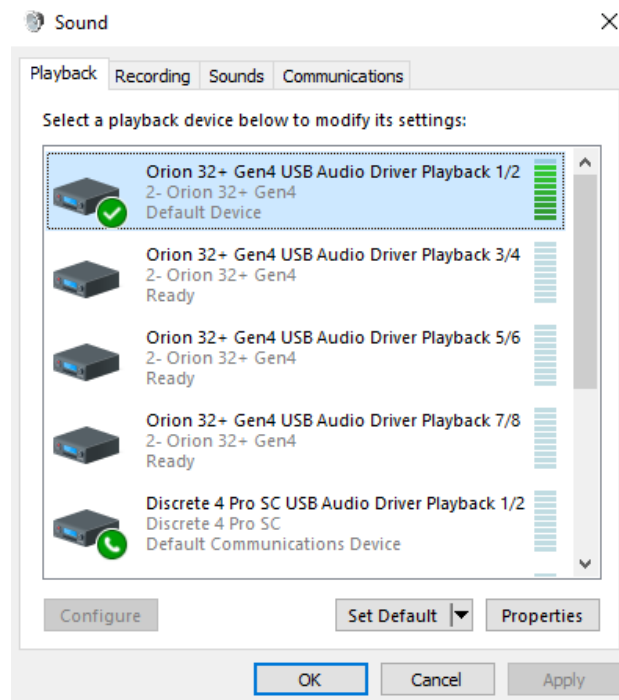 Sound
Playback Recording Sounds Communications
Select a playback device below to modify its settings:
Orion 32+ Gen4 USB Audio Driver Playback 1/2
2- Orion 32+ Gen4
Default Device
Orion 32+ Gen4 USB Audio Driver Playback 3/4
2- Orion 32+ Gen4
Ready
Orion 32+ Gen4 USB Audio Driver Playback 5/6
2- Orion 32+ Gen4
Ready
Orion 32+ Gen4 USB Audio Driver Playback 7/8
2- Orion 32+ Gen4
Ready
Discrete 4 Pro SC USB Audio Driver Playback 1/2
Discrete 4 Pro SC
Default Communications Device
Configure Set Default Properties
OK Cancel Apply